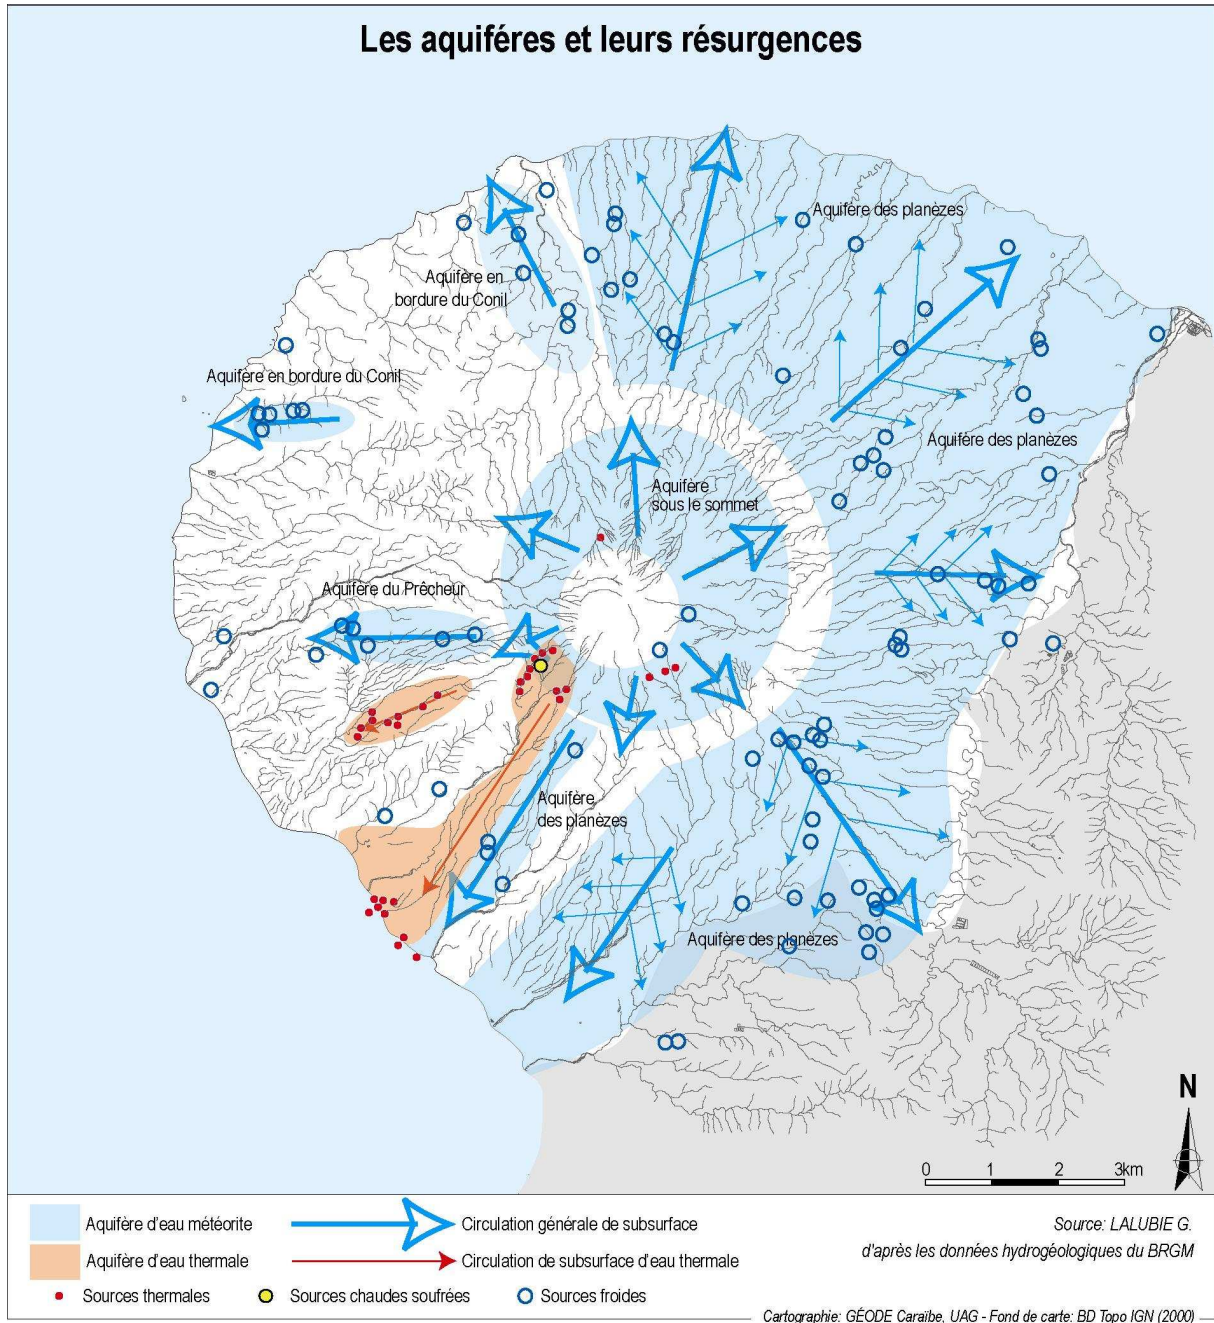 Les aquiféres et leurs résurgences
Aquifère des planèzes
Aquifère en
bordure du Conil
Aquifère en bordure du Conil
Aquifère des planèzes
Aquifère
sous le sommet
Aquifère du Prêcheur
Aquifère
des planèzes
Aquifère des planèzes
N
0 1 2 3km
Aquifère d'eau météorite
Circulation générale de subsurface
Source: LALUBIE G.
d'après les données hydrogéologiques du BRGM
Aquifère d'eau thermale
Circulation de subsurface d'eau thermale
Sources thermales
Sources chaudes soufrées
Sources froides
Cartographie: GÉODE Caraïbe, UAG - Fond de carte: BD Topo IGN (2000)